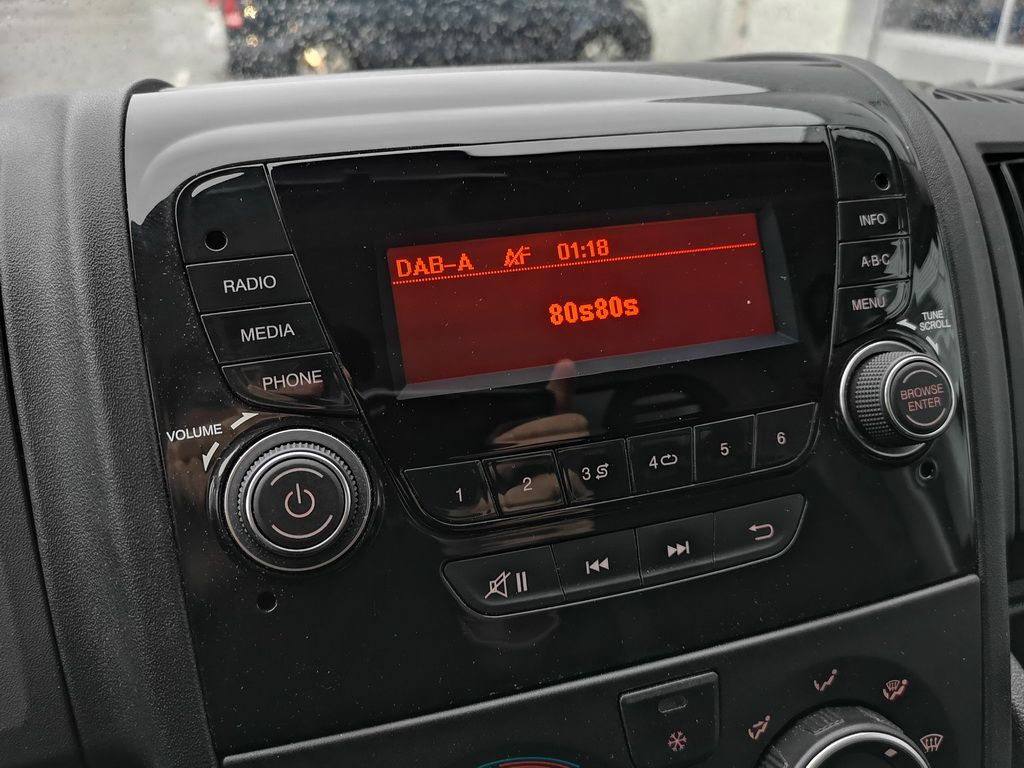 DAB-A AF 01:18
80s80s
RADIO
MEDIA
PHONE
VOLUME
INFO
A-B-C
MENU
TUNE
SCROLL
BROWSE
ENTER
1 2 3 4 5 6